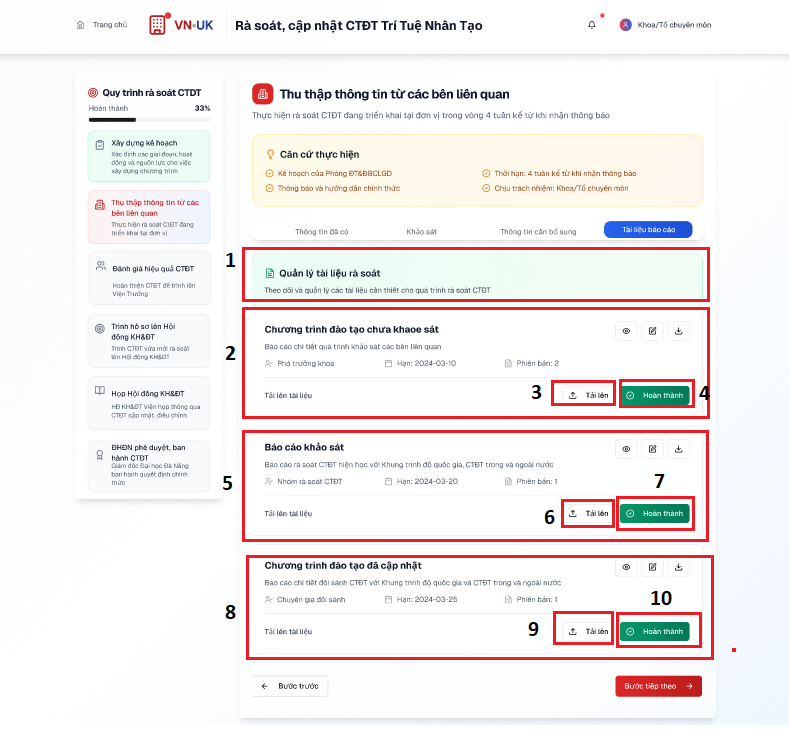 Trang chủ
VN-UK
Rà soát, cập nhật CTĐT Trí Tuệ Nhân Tạo
Khoa/Tổ chuyên môn
Quy trình rà soát CTDT
Hoàn thành 33%
Xây dựng kế hoạch
Xác định các giai đoạn, hoạt
động và nguồn lực cho việc
xây dựng chương trình
Thu thập thông tin từ các
bên liên quan
Thực hiện rà soát CTĐT đang
triển khai tại đơn vị
Đánh giá hiệu quả CTĐT
Hoàn thiện CTĐT để trình lên
Viện Trưởng
Trình hồ sơ lên Hội
đồng KH&ĐT
Trình CTĐT vừa mới rà soát
lên Hội đồng KH&ĐT
Họp Hội đồng KH&ĐT
HĐ KH&ĐT Viện họp thông qua
CTĐT cập nhật, điều chỉnh
ĐHĐN phê duyệt, ban
hành CTĐT
Giám đốc Đại học Đà Nẵng
ban hành quyết định chính
thức
Thu thập thông tin từ các bên liên quan
Thực hiện rà soát CTĐT đang triển khai tại đơn vị trong vòng 4 tuần kể từ khi nhận thông báo
Căn cứ thực hiện
Kế hoạch của Phòng ĐT&ĐBCLGD
Thời hạn: 4 tuần kể từ khi nhận thông báo
Thông báo và hướng dẫn chính thức
Chịu trách nhiệm: Khoa/Tổ chuyên môn
Thông tin đã có
Khảo sát
Thông tin cần bổ sung
Tài liệu báo cáo
1
Quản lý tài liệu rà soát
Theo dõi và quản lý các tài liệu cần thiết cho quá trình rà soát CTĐT
2
Chương trình đào tạo chưa khaoe sát
Báo cáo chi tiết quá trình khảo sát các bên liên quan
Phó trưởng khoa
Hạn: 2024-03-10
Phiên bản: 2
Tải lên tài liệu
3
Tải lên
Hoàn thành
4
5
Báo cáo khảo sát
Báo cáo rà soát CTĐT hiện học với Khung trình độ quốc gia, CTĐT trong và ngoài nước
Nhóm rà soát CTĐT
Hạn: 2024-03-20
Phiên bản: 1
7
Tải lên tài liệu
6
Tải lên
Hoàn thành
8
Chương trình đào tạo đã cập nhật
Báo cáo chi tiết đối sánh CTĐT với Khung trình độ quốc gia và CTĐT trong và ngoài nước
Chuyên gia đối sánh
Hạn: 2024-03-25
Phiên bản: 1
10
Tải lên tài liệu
9
Tải lên
Hoàn thành
Bước trước
Bước tiếp theo